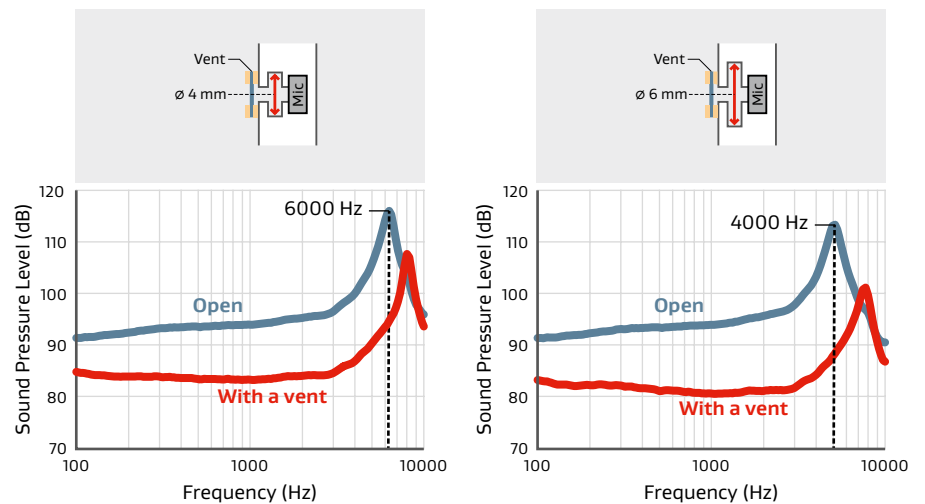 Vent
ø 4 mm
Mic
Sound Pressure Level (dB)
120
110
100
90
80
70
6000 Hz
Open
With a vent
100
1000
10000
Frequency (Hz)
Vent
ø 6 mm
Mic
Sound Pressure Level (dB)
120
110
100
90
80
70
4000 Hz
Open
With a vent
100
1000
10000
Frequency (Hz)